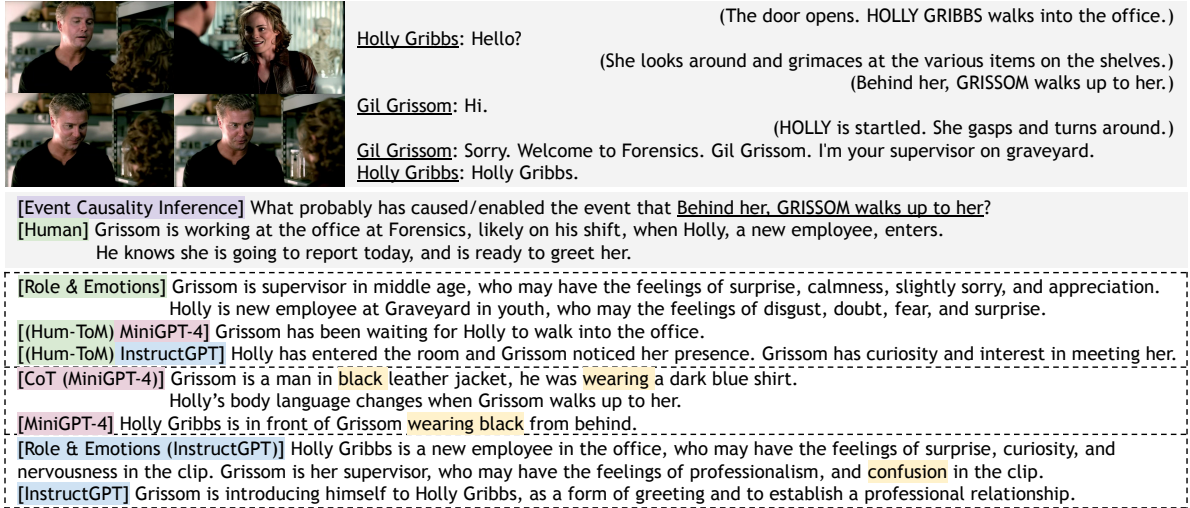 (The door opens. HOLLY GRIBBS walks into the office.)
Holly Gribbs: Hello?
(She looks around and grimaces at the various items on the shelves.)
(Behind her, GRISSOM walks up to her.)
Gil Grissom: Hi.
(HOLLY is startled. She gasps and turns around.)
Gil Grissom: Sorry. Welcome to Forensics. Gil Grissom. I'm your supervisor on graveyard.
Holly Gribbs: Holly Gribbs.
[Event Causality Inference] What probably has caused/enabled the event that Behind her, GRISSOM walks up to her?
[Human] Grissom is working at the office at Forensics, likely on his shift, when Holly, a new employee, enters.
He knows she is going to report today, and is ready to greet her.
[Role & Emotions] Grissom is supervisor in middle age, who may have the feelings of surprise, calmness, slightly sorry, and appreciation.
Holly is new employee at Graveyard in youth, who may the feelings of disgust, doubt, fear, and surprise.
[(Hum-ToM) MiniGPT-4] Grissom has been waiting for Holly to walk into the office.
[(Hum-ToM) InstructGPT] Holly has entered the room and Grissom noticed her presence. Grissom has curiosity and interest in meeting her.
[CoT (MiniGPT-4)] Grissom is a man in black leather jacket, he was wearing a dark blue shirt.
Holly's body language changes when Grissom walks up to her.
[MiniGPT-4] Holly Gribbs is in front of Grissom wearing black from behind.
[Role & Emotions (InstructGPT)] Holly Gribbs is a new employee in the office, who may have the feelings of surprise, curiosity, and
nervousness in the clip. Grissom is her supervisor, who may have the feelings of professionalism, and confusion in the clip.
[InstructGPT] Grissom is introducing himself to Holly Gribbs, as a form of greeting and to establish a professional relationship.